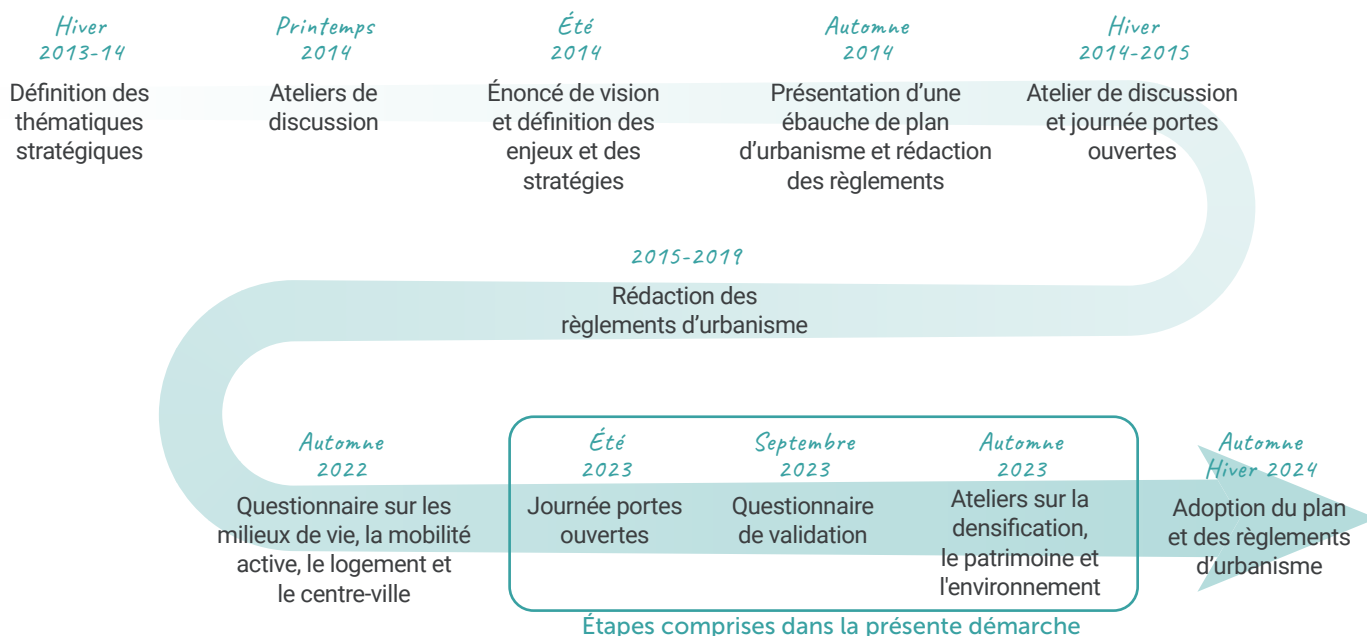 Hiver
2013-14
Définition des
thématiques
stratégiques
Printemps
2014
Ateliers de
discussion
Été
2014
Énoncé de vision
et définition des
enjeux et des
stratégies
Automne
2014
Présentation d’une
ébauche de plan
d’urbanisme et rédaction
des règlements
Hiver
2014-2015
Atelier de discussion
et journée portes
ouvertes
2015-2019
Rédaction des
règlements d’urbanisme
Automne
2022
Questionnaire sur les
milieux de vie, la mobilité
active, le logement et
le centre-ville
Été
2023
Journée portes
ouvertes
Septembre
2023
Questionnaire
de validation
Automne
2023
Ateliers sur la
densification,
le patrimoine et
l'environnement
Automne
Hiver 2024
Adoption du plan
et des règlements
d’urbanisme
Étapes comprises dans la présente démarche